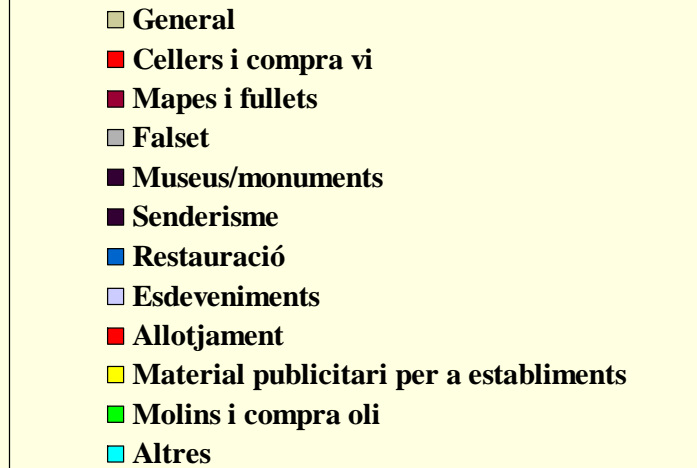 General
Cellers i compra vi
Mapes i fullets
Falset
Museus/monuments
Senderisme
Restauració
Esdeveniments
Allotjament
Material publicitari per a establiments
Molins i compra oli
Altres